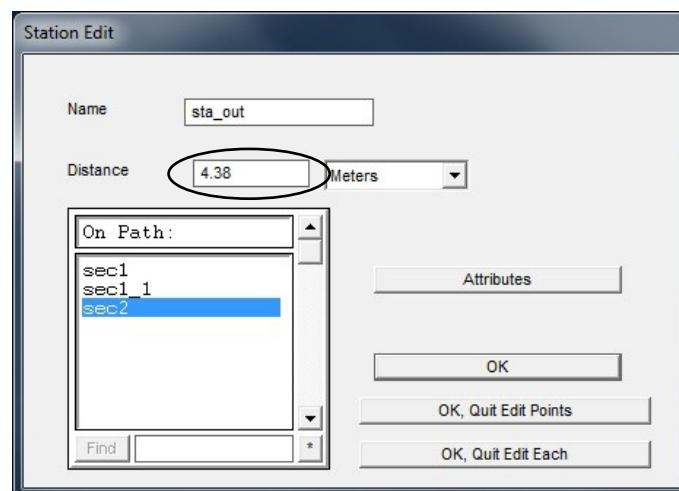 Station Edit
Name
sta_out
Distance
4.38
Meters
On Path:
sec1
sec1_1
sec2
Find
*
Attributes
OK
OK, Quit Edit Points
OK, Quit Edit Each